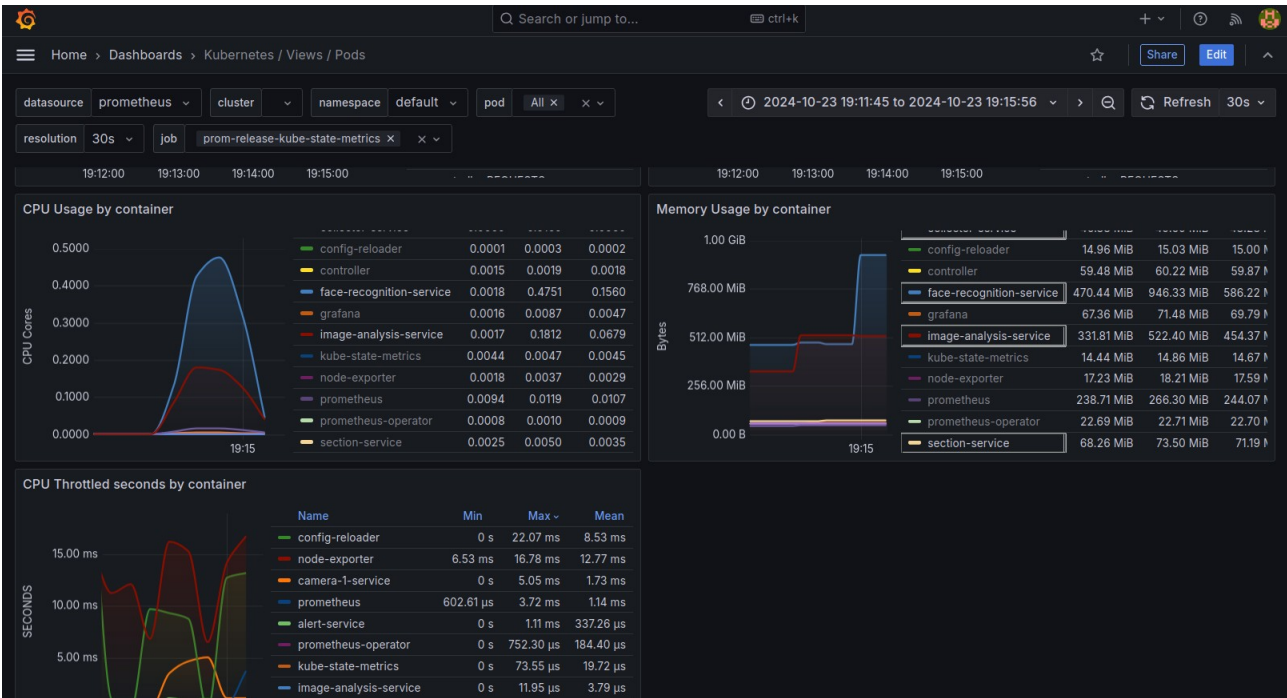 Search or jump to... ctrl+k
Home › Dashboards › Kubernetes / Views / Pods Share Edit
datasource prometheus cluster namespace default pod All × 2024-10-23 19:11:45 to 2024-10-23 19:15:56 Refresh 30s
resolution 30s job prom-release-kube-state-metrics ×
19:12:00 19:13:00 19:14:00 19:15:00
19:12:00 19:13:00 19:14:00 19:15:00
CPU Usage by container
CPU Cores
0.5000
0.4000
0.3000
0.2000
0.1000
0.0000
19:15
config-reloader 0.0001 0.0003 0.0002
controller 0.0015 0.0019 0.0018
face-recognition-service 0.0018 0.4751 0.1560
grafana 0.0016 0.0087 0.0047
image-analysis-service 0.0017 0.1812 0.0679
kube-state-metrics 0.0044 0.0047 0.0045
node-exporter 0.0018 0.0037 0.0029
prometheus 0.0094 0.0119 0.0107
prometheus-operator 0.0008 0.0010 0.0009
section-service 0.0025 0.0050 0.0035
Memory Usage by container
Bytes
1.00 GiB
768.00 MiB
512.00 MiB
256.00 MiB
0.00 B
19:15
config-reloader 14.96 MiB 15.03 MiB 15.00
controller 59.48 MiB 60.22 MiB 59.87
face-recognition-service 470.44 MiB 946.33 MiB 586.22
grafana 67.36 MiB 71.48 MiB 69.79
image-analysis-service 331.81 MiB 522.40 MiB 454.37
kube-state-metrics 14.44 MiB 14.86 MiB 14.67
node-exporter 17.23 MiB 18.21 MiB 17.59
prometheus 238.71 MiB 266.30 MiB 244.07
prometheus-operator 22.69 MiB 22.71 MiB 22.70
section-service 68.26 MiB 73.50 MiB 71.19
CPU Throttled seconds by container
SECONDS
15.00 ms
10.00 ms
5.00 ms
Name Min Max Mean
config-reloader 0 s 22.07 ms 8.53 ms
node-exporter 6.53 ms 16.78 ms 12.77 ms
camera-1-service 0 s 5.05 ms 1.73 ms
prometheus 602.61 µs 3.72 ms 1.14 ms
alert-service 0 s 1.11 ms 337.26 µs
prometheus-operator 0 s 752.30 µs 184.40 µs
kube-state-metrics 0 s 73.55 µs 19.72 µs
image-analysis-service 0 s 11.95 µs 3.79 µs